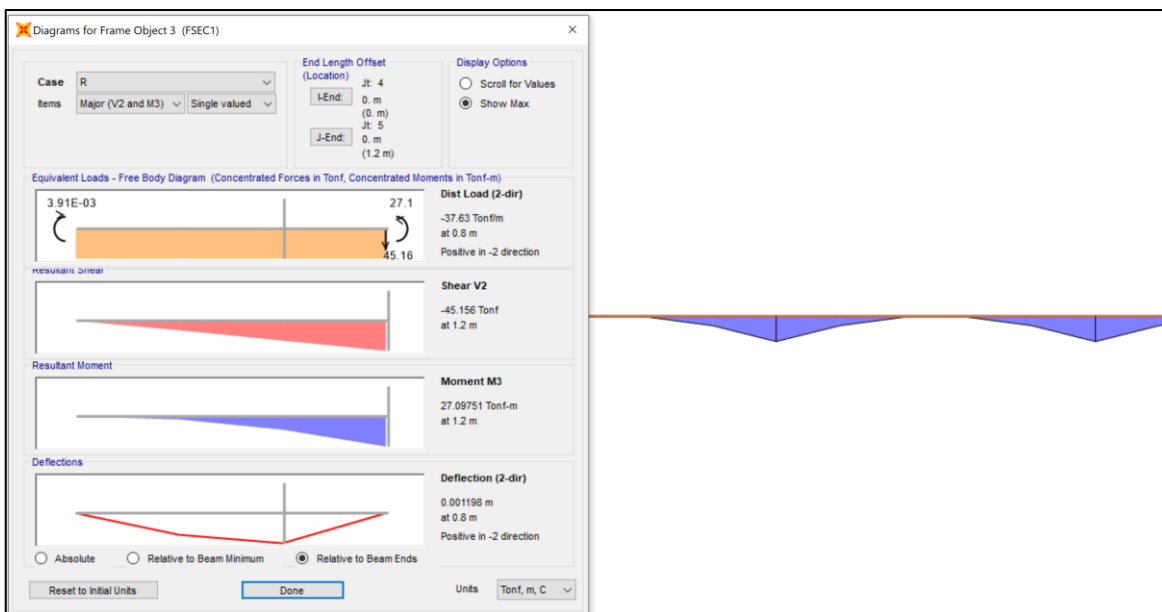 Diagrams for Frame Object 3 (FSEC1)
Case R
Items Major (V2 and M3) Single valued
End Length Offset
(Location)
I-End:
Jt: 4
0. m
(0. m)
J-End:
Jt: 5
0. m
(1.2 m)
Display Options
Scroll for Values
Show Max
Equivalent Loads - Free Body Diagram (Concentrated Forces in Tonf, Concentrated Moments in Tonf-m)
3.91E-03
27.1
45.16
Dist Load (2-dir)
-37.63 Tonf/m
at 0.8 m
Positive in -2 direction
Resultant Shear
Shear V2
-45.156 Tonf
at 1.2 m
Resultant Moment
Moment M3
27.09751 Tonf-m
at 1.2 m
Deflections
Deflection (2-dir)
0.001198 m
at 0.8 m
Positive in -2 direction
Absolute Relative to Beam Minimum Relative to Beam Ends
Reset to Initial Units Done Units Tonf, m, C